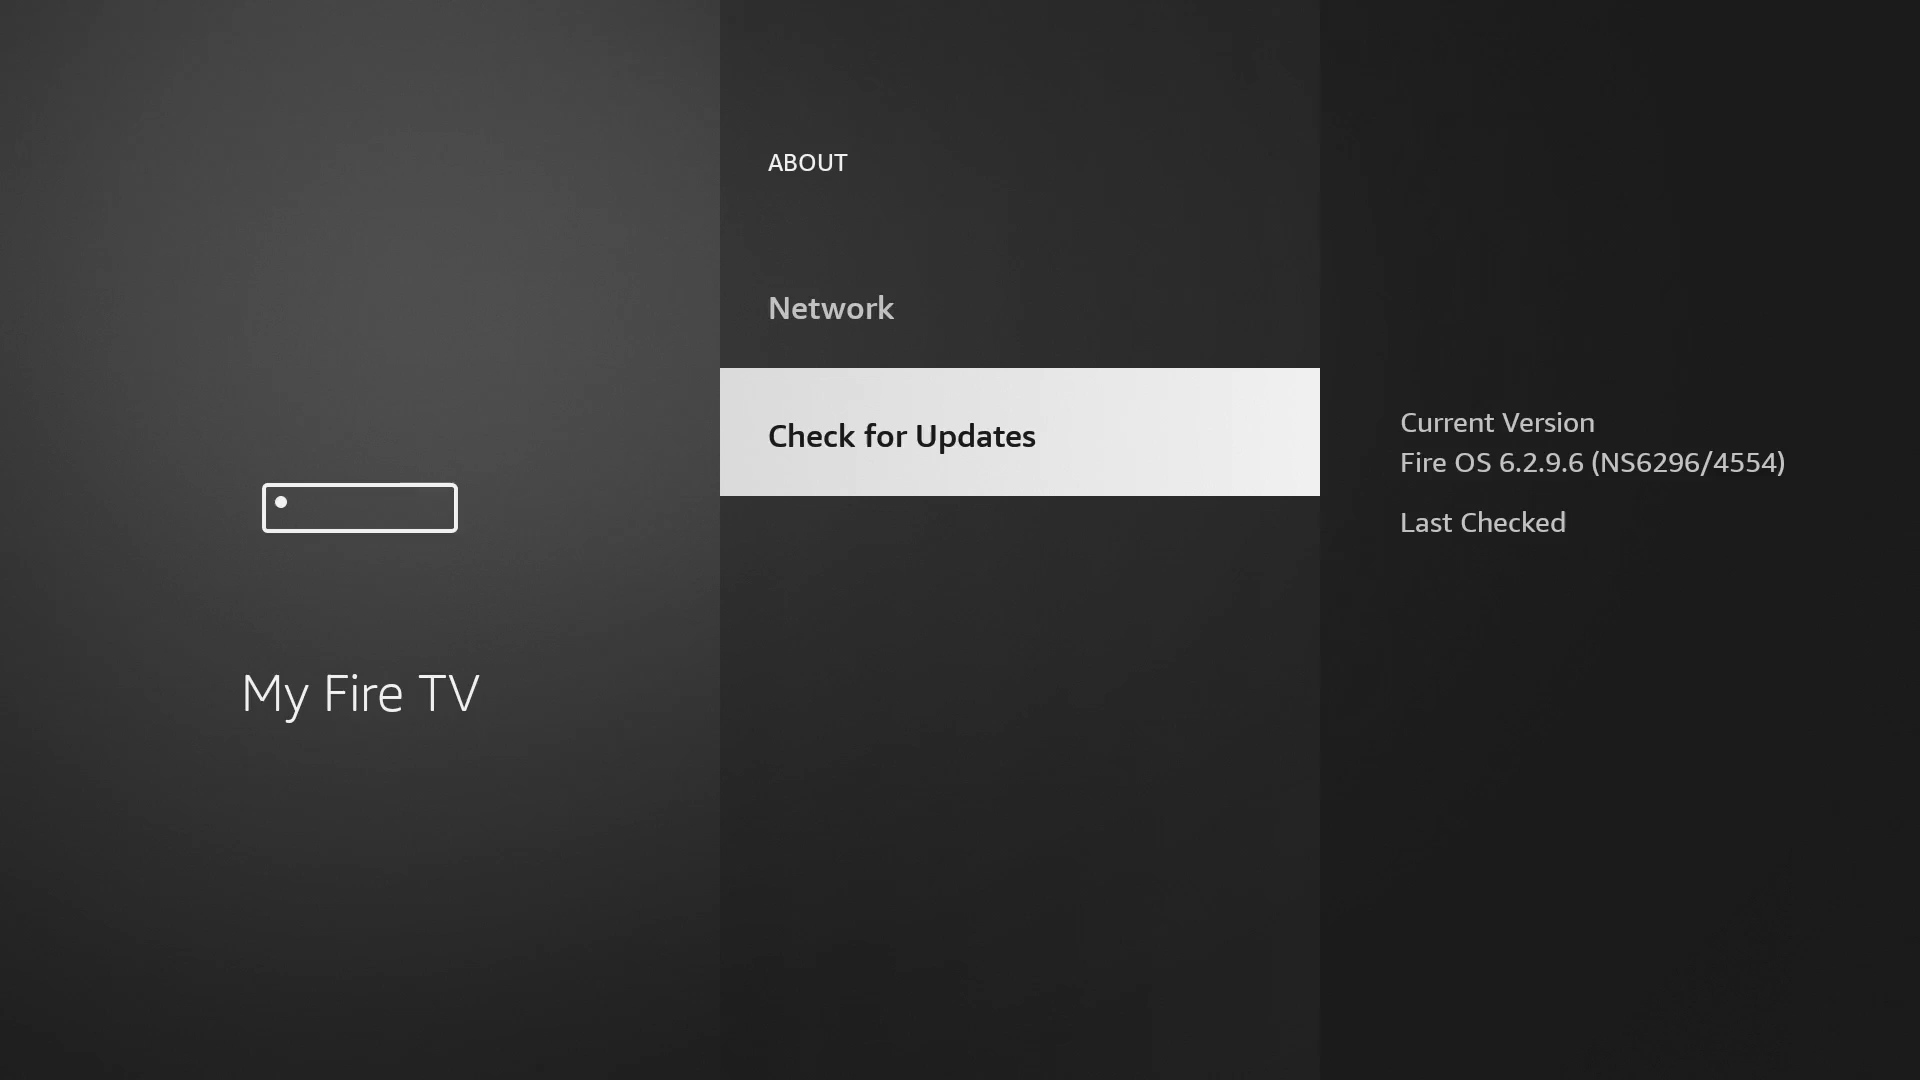 ABOUT
Network
Check for Updates
My Fire TV
Current Version
Fire OS 6.2.9.6 (NS6296/4554)
Last Checked